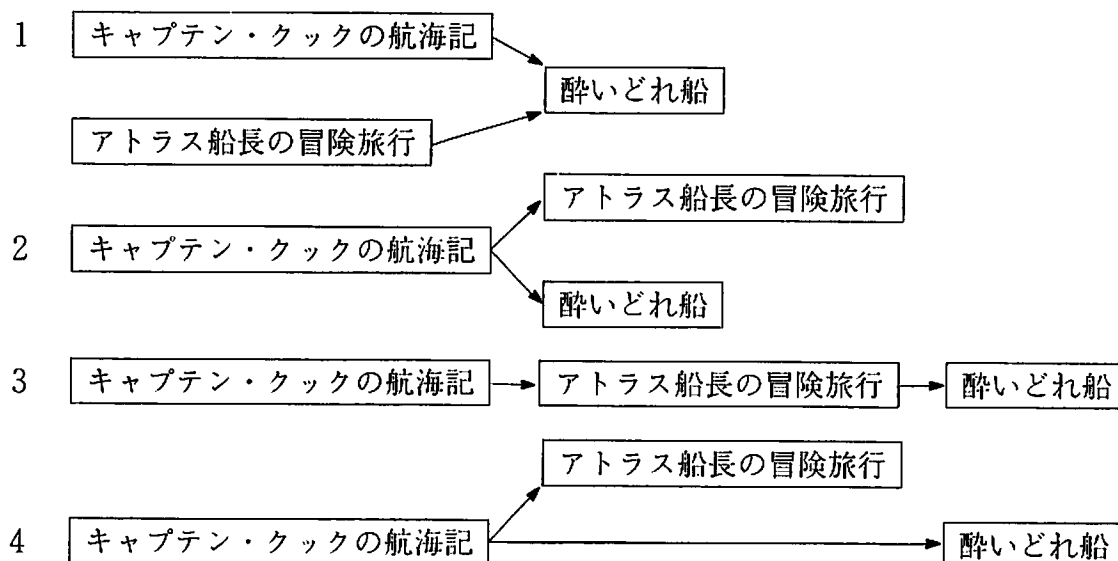 1 キャプテン・クックの航海記
酔いどれ船
アトラス船長の冒険旅行
アトラス船長の冒険旅行
2 キャプテン・クックの航海記
酔いどれ船
3 キャプテン・クックの航海記 アトラス船長の冒険旅行 酔いどれ船
アトラス船長の冒険旅行
4 キャプテン・クックの航海記 酔いどれ船